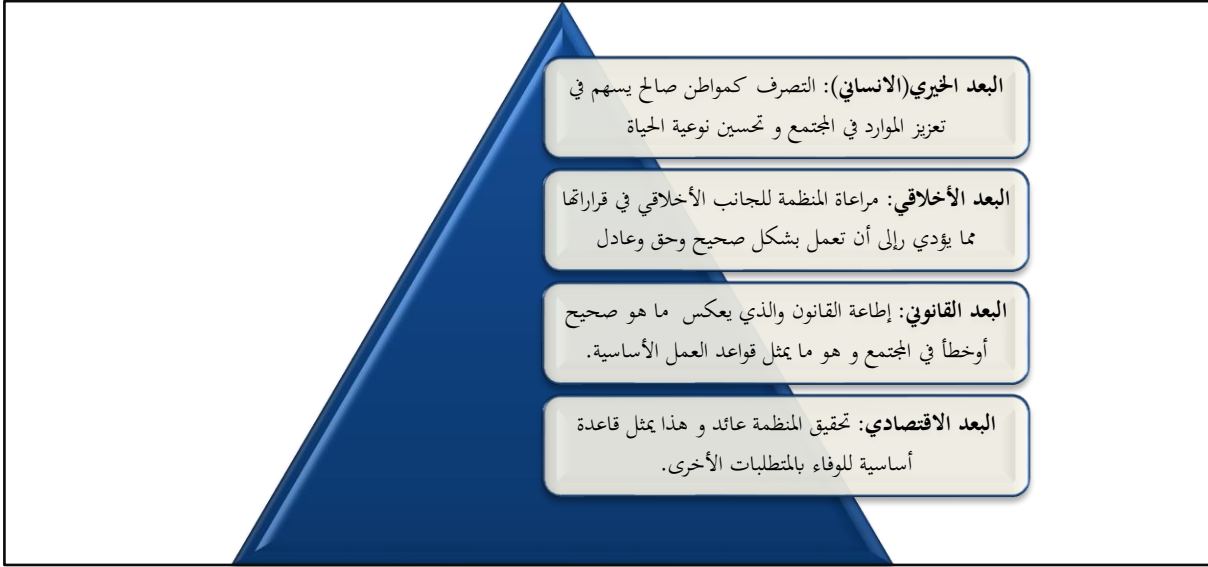 البعد الخيري(الانساني): التصرف كمواطن صالح يسهم في
تعزيز الموارد في المجتمع و تحسين نوعية الحياة
البعد الأخلاقي: مراعاة المنظمة للجانب الأخلاقي في قراراتها
مما يؤدي رإلى أن تعمل بشكل صحيح وحق وعادل
البعد القانوني: إطاعة القانون والذي يعكس ما هو صحيح
أوخطأ في المجتمع و هو ما يمثل قواعد العمل الأساسية.
البعد الاقتصادي: تحقيق المنظمة عائد و هذا يمثل قاعدة
أساسية للوفاء بالمتطلبات الأخرى.